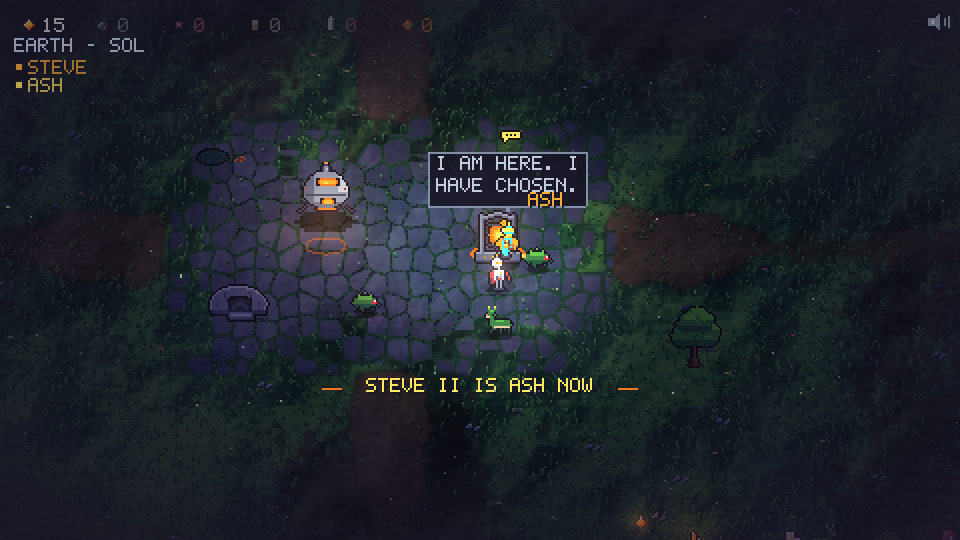 15 0 0 0 0 0
EARTH - SOL
STEVE
ASH
I AM HERE. I
HAVE CHOSEN.
ASH
STEVE II IS ASH NOW